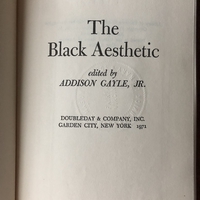 The
Black Aesthetic
edited by
ADDISON GAYLE, JR.
DOUBLEDAY & COMPANY, INC.
GARDEN CITY, NEW YORK 1971